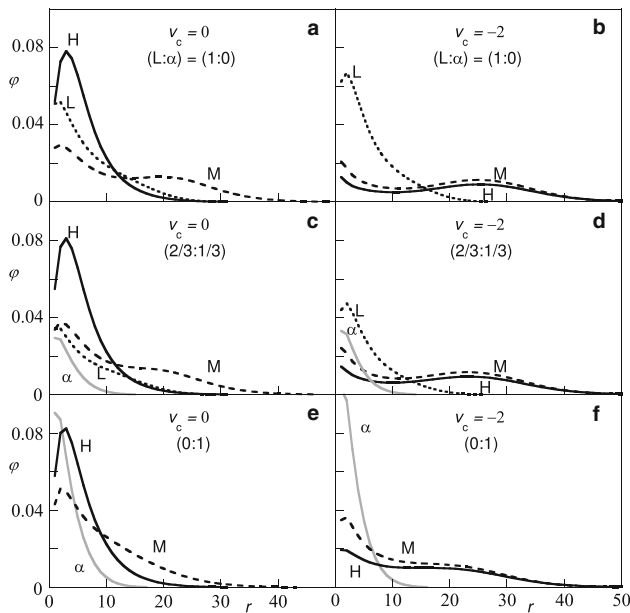 v_c = 0 a
(L:α) = (1:0)
H
0.08
φ
L
0.04
M
0
v_c = −2 b
(L:α) = (1:0)
L
M
H
v_c = 0 c
(2/3:1/3)
H
0.08
φ
0.04
M
L
α
0
v_c = −2 d
(2/3:1/3)
L
α
M
H
v_c = 0 e
(0:1)
H
0.08
φ
0.04
M
α
0
0 10 20 30 40 r
v_c = −2 f
(0:1)
α
M
H
0 10 20 r 30 40 50